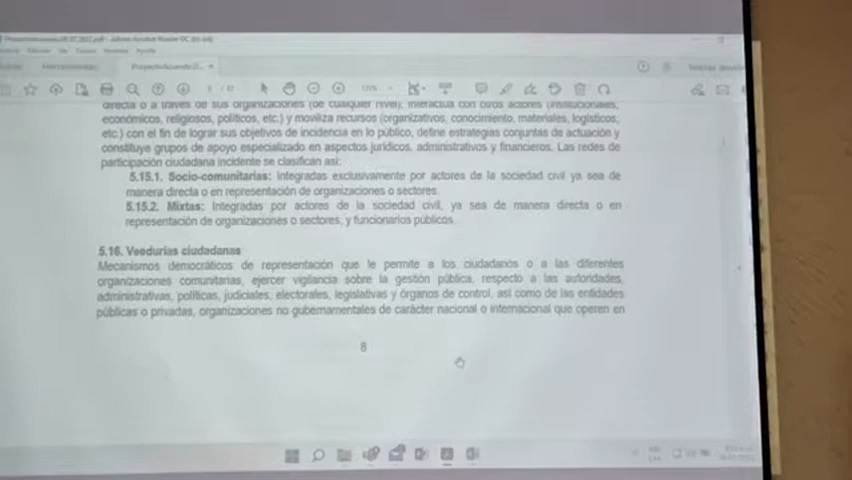 Herramientas
ProyectoAcuerdo2
directa o a través de sus organizaciones (de cualquier nivel), interactúa con otros actores (institucionales,
económicos, religiosos, políticos, etc.) y moviliza recursos (organizativos, conocimiento, materiales, logísticos,
etc.) con el fin de lograr sus objetivos de incidencia en lo público, define estrategias conjuntas de actuación y
constituye grupos de apoyo especializado en aspectos jurídicos, administrativos y financieros. Las redes de
participación ciudadana incidente se clasifican así:
5.15.1. Socio-comunitarias: Integradas exclusivamente por actores de la sociedad civil ya sea de
manera directa o en representación de organizaciones o sectores.
5.15.2. Mixtas: Integradas por actores de la sociedad civil, ya sea de manera directa o en
representación de organizaciones o sectores, y funcionarios públicos.
5.16. Veedurías ciudadanas
Mecanismos democráticos de representación que le permite a los ciudadanos o a las diferentes
organizaciones comunitarias, ejercer vigilancia sobre la gestión pública, respecto a las autoridades,
administrativas, políticas, judiciales, electorales, legislativas y órganos de control, así como de las entidades
públicas o privadas, organizaciones no gubernamentales de carácter nacional o internacional que operen en
8